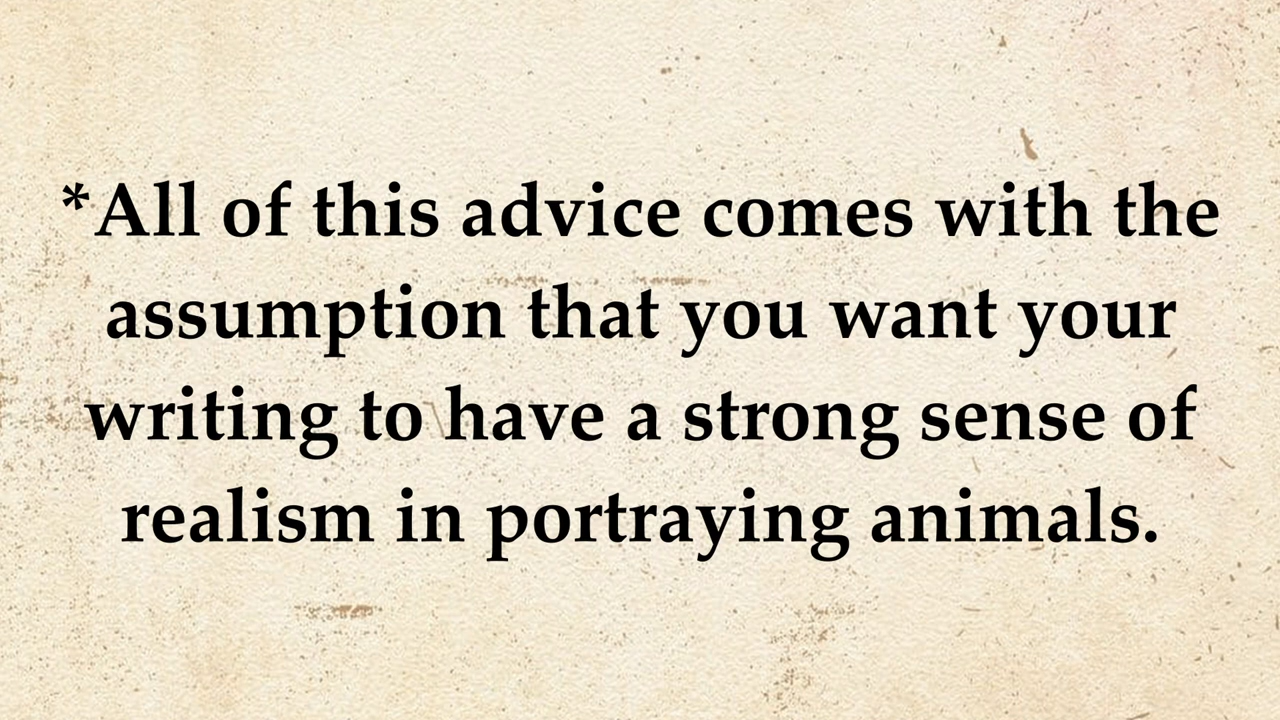 *All of this advice comes with the
assumption that you want your
writing to have a strong sense of
realism in portraying animals.